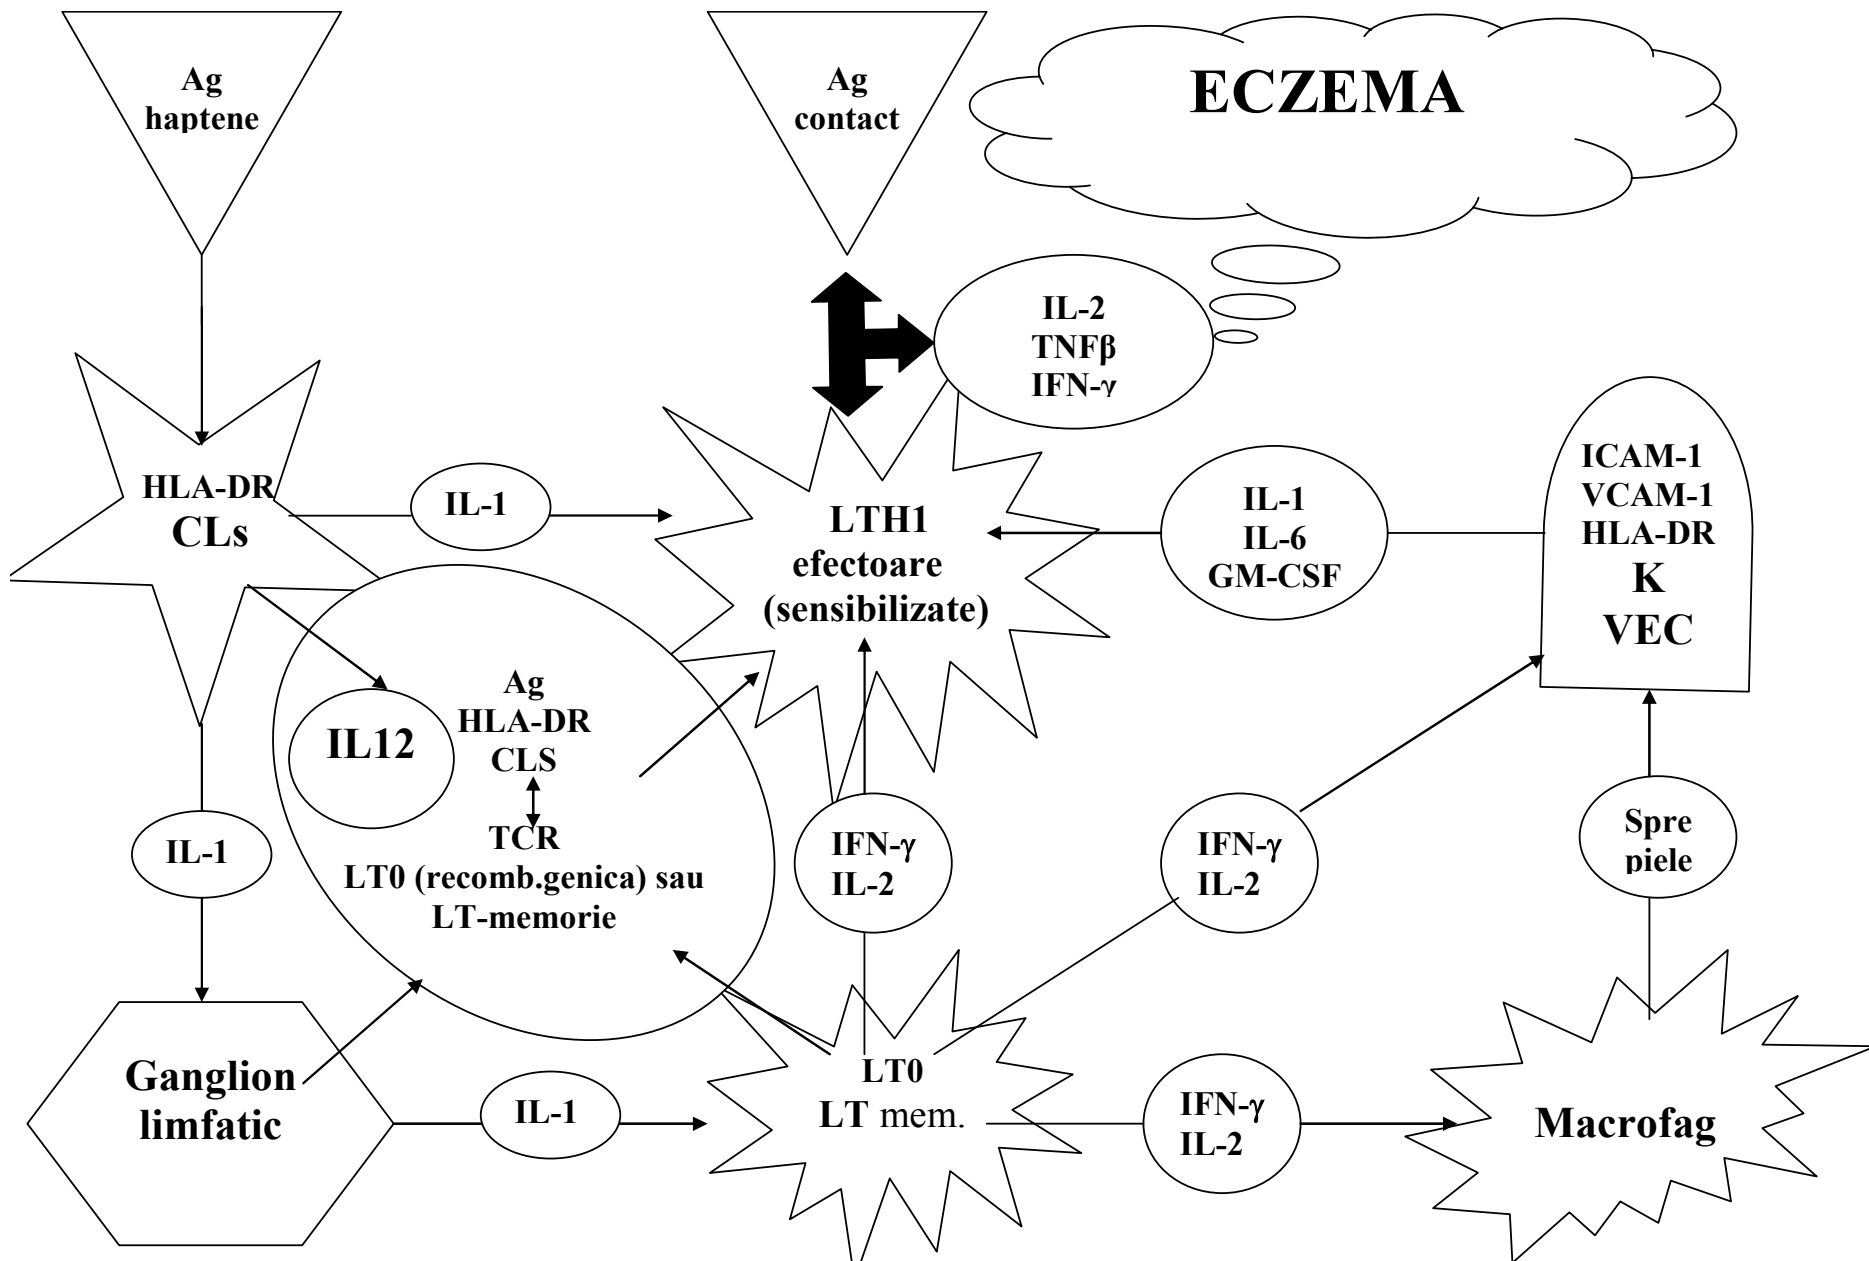 Ag
haptene
Ag
contact
ECZEMA
IL-2
TNFβ
IFN-γ
HLA-DR
CLs
IL-1
LTH1
efectoare
(sensibilizate)
IL-1
IL-6
GM-CSF
ICAM-1
VCAM-1
HLA-DR
K
VEC
IL12
Ag
HLA-DR
CLS
TCR
LT0 (recomb.genica) sau
LT-memorie
IL-1
IFN-γ
IL-2
IFN-γ
IL-2
Spre
piele
Ganglion
limfatic
IL-1
LT0
LT mem.
IFN-γ
IL-2
Macrofag